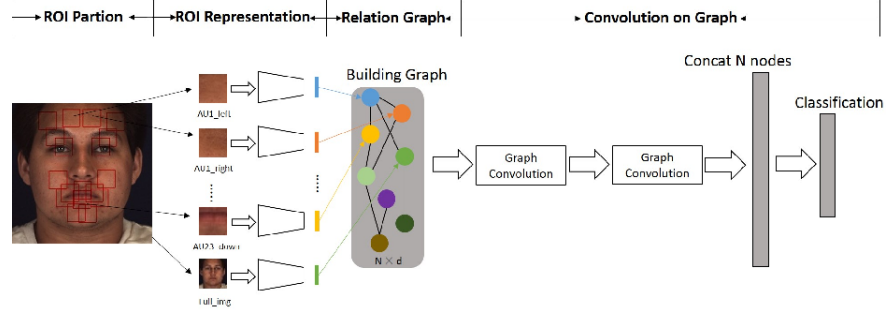 ROI Partion
ROI Representation
Relation Graph
Convolution on Graph
Building Graph
Concat N nodes
Classification
AU1_left
AU1_right
AU23_down
Full_img
Graph
Convolution
Graph
Convolution
N × d